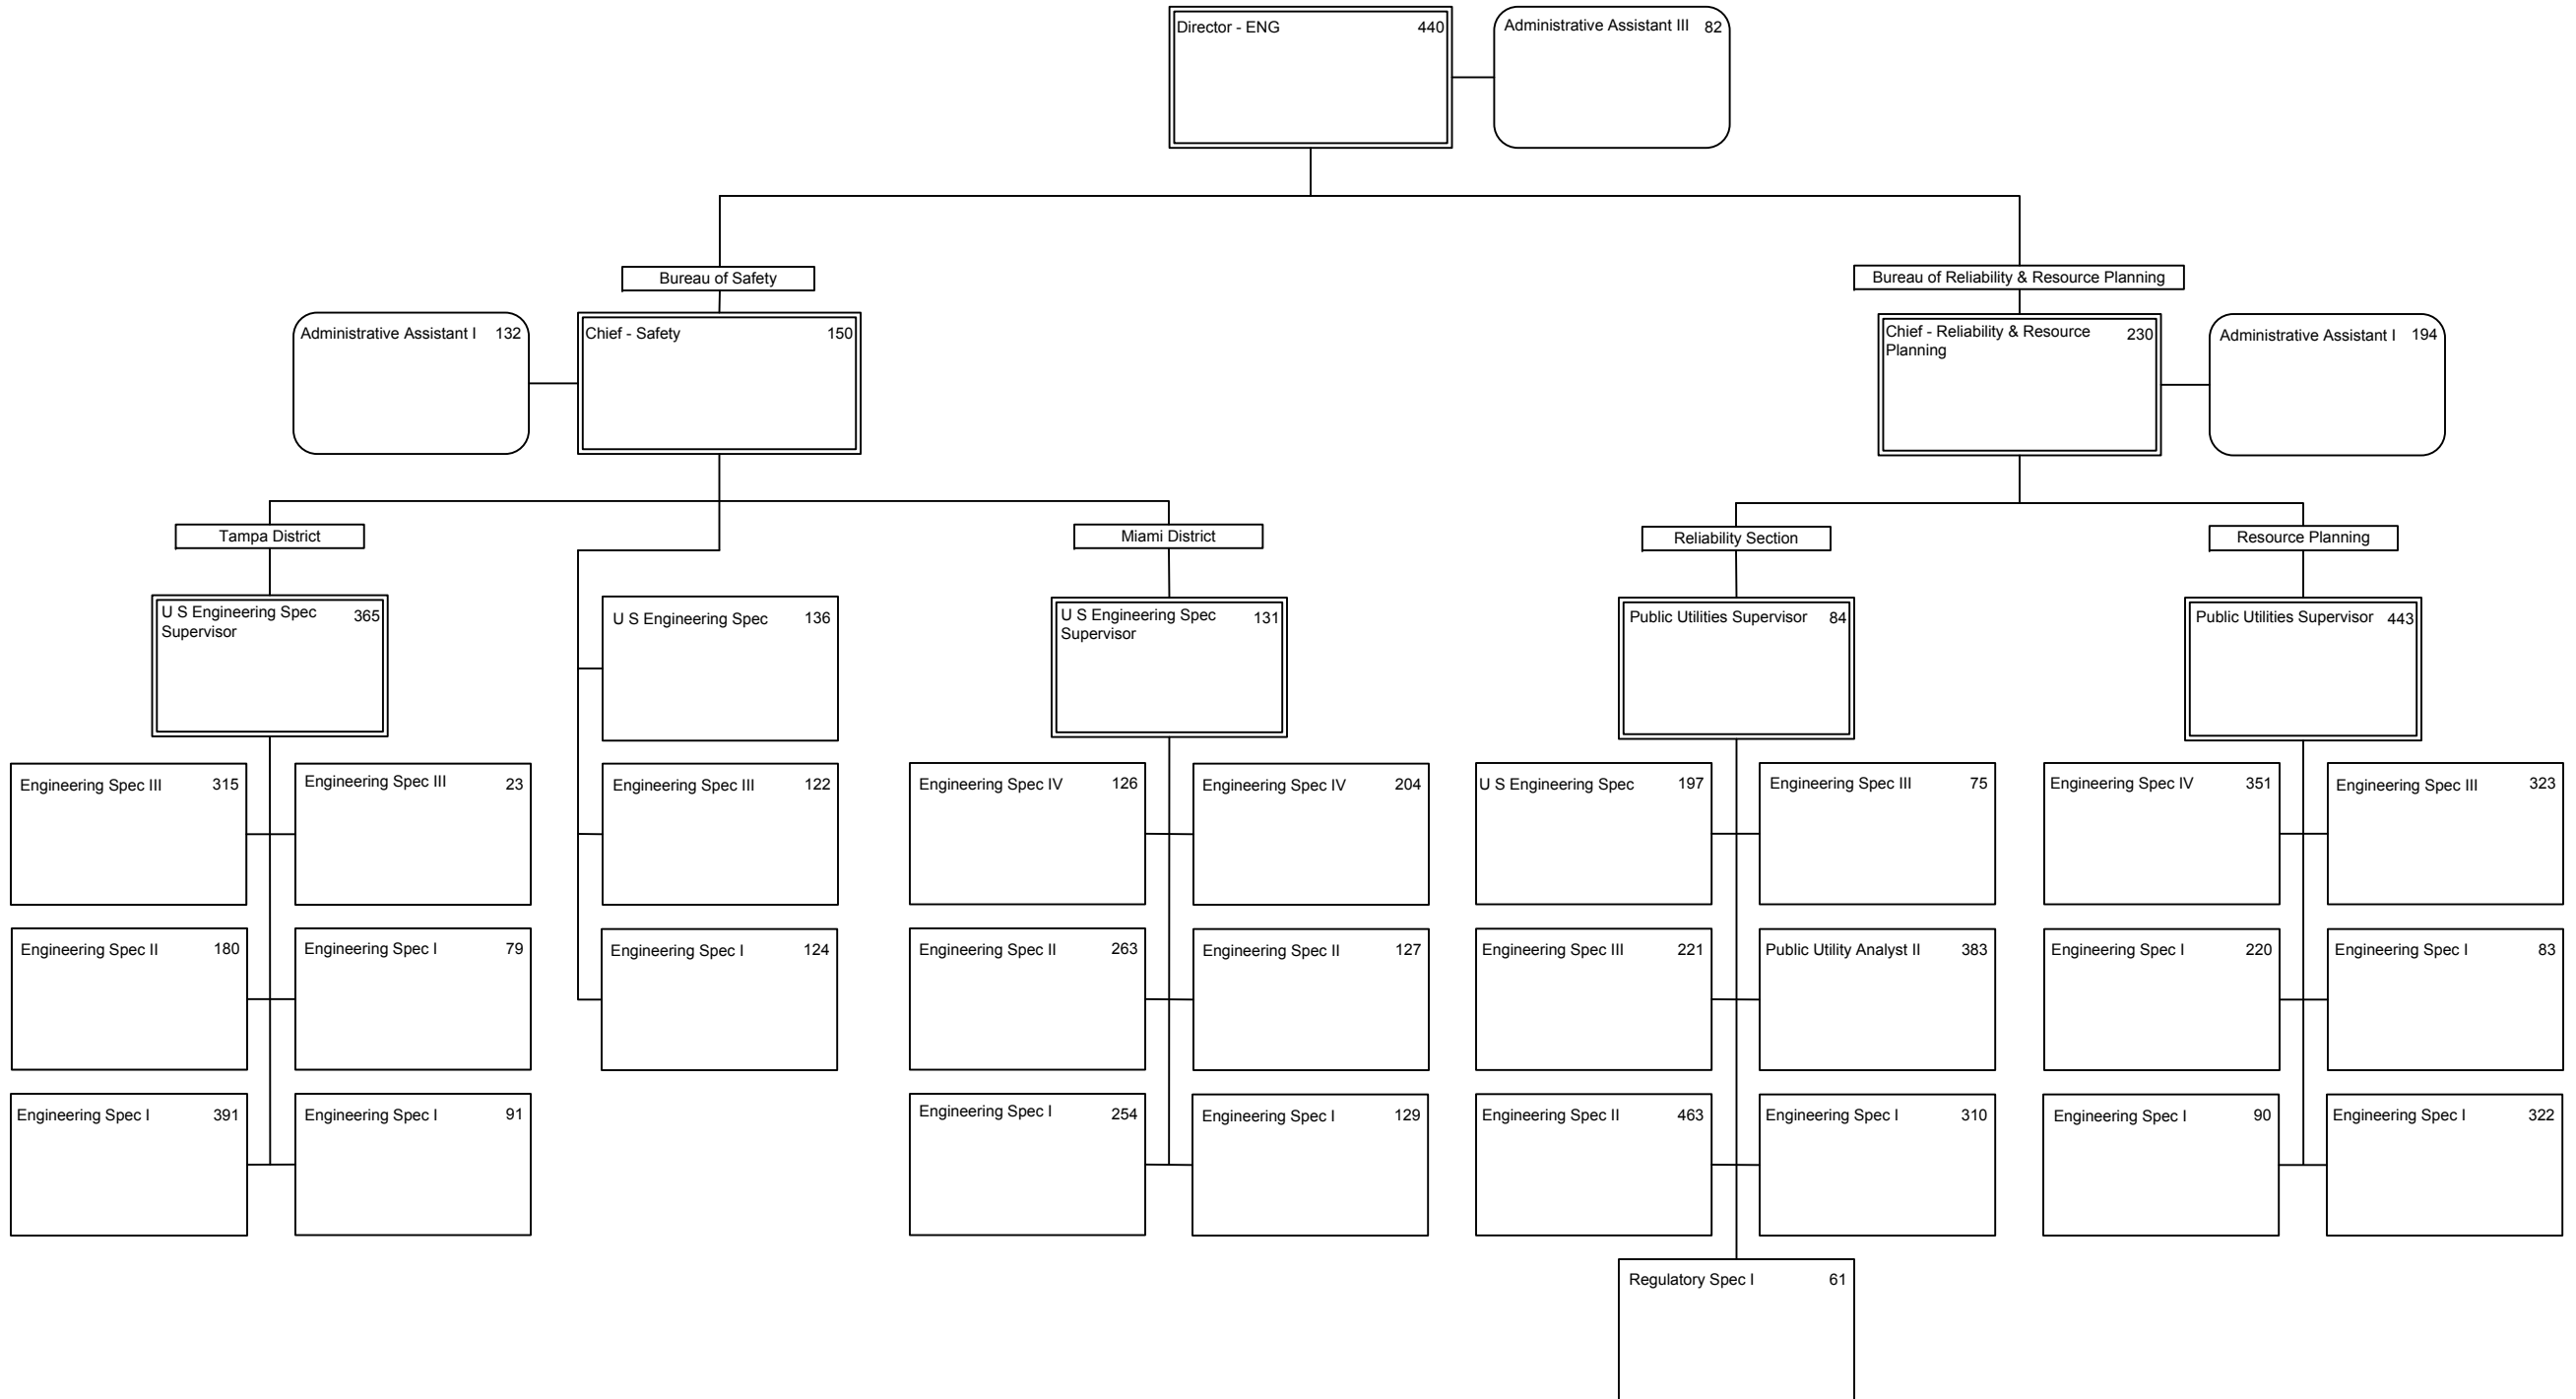 Director - ENG 440
Administrative Assistant III 82
Bureau of Safety
Bureau of Reliability & Resource Planning
Administrative Assistant I 132
Chief - Safety 150
Chief - Reliability & Resource 230
Planning
Administrative Assistant I 194
Tampa District
Miami District
Reliability Section
Resource Planning
U S Engineering Spec 365
Supervisor
U S Engineering Spec 136
U S Engineering Spec 131
Supervisor
Public Utilities Supervisor 84
Public Utilities Supervisor 443
Engineering Spec III 315
Engineering Spec III 23
Engineering Spec III 122
Engineering Spec IV 126
Engineering Spec IV 204
U S Engineering Spec 197
Engineering Spec III 75
Engineering Spec IV 351
Engineering Spec III 323
Engineering Spec II 180
Engineering Spec I 79
Engineering Spec I 124
Engineering Spec II 263
Engineering Spec II 127
Engineering Spec III 221
Public Utility Analyst II 383
Engineering Spec I 220
Engineering Spec I 83
Engineering Spec I 391
Engineering Spec I 91
Engineering Spec I 254
Engineering Spec I 129
Engineering Spec II 463
Engineering Spec I 310
Engineering Spec I 90
Engineering Spec I 322
Regulatory Spec I 61